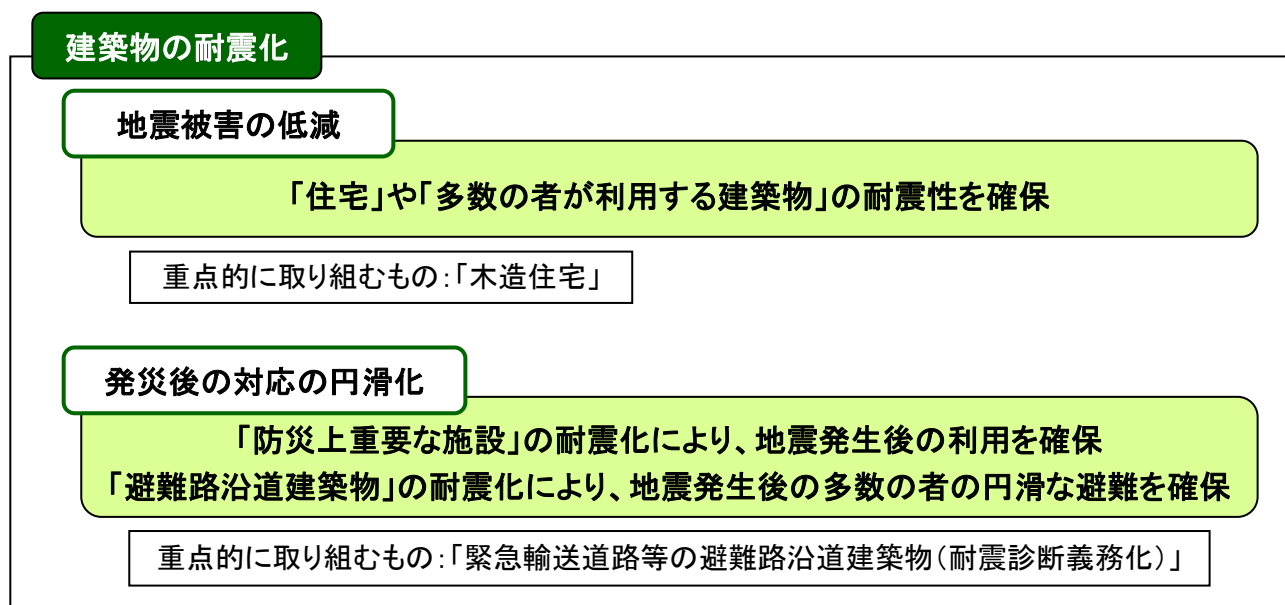 建築物の耐震化
地震被害の低減
「住宅」や「多数の者が利用する建築物」の耐震性を確保
重点的に取り組むもの：「木造住宅」
発災後の対応の円滑化
「防災上重要な施設」の耐震化により、地震発生後の利用を確保
「避難路沿道建築物」の耐震化により、地震発生後の多数の者の円滑な避難を確保
重点的に取り組むもの：「緊急輸送道路等の避難路沿道建築物（耐震診断義務化）」